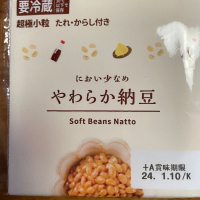 要冷蔵
超極小粒 たれ・からし付き
におい少なめ
やわらか納豆
Soft Beans Natto
+A賞味期限
24. 1.10/K